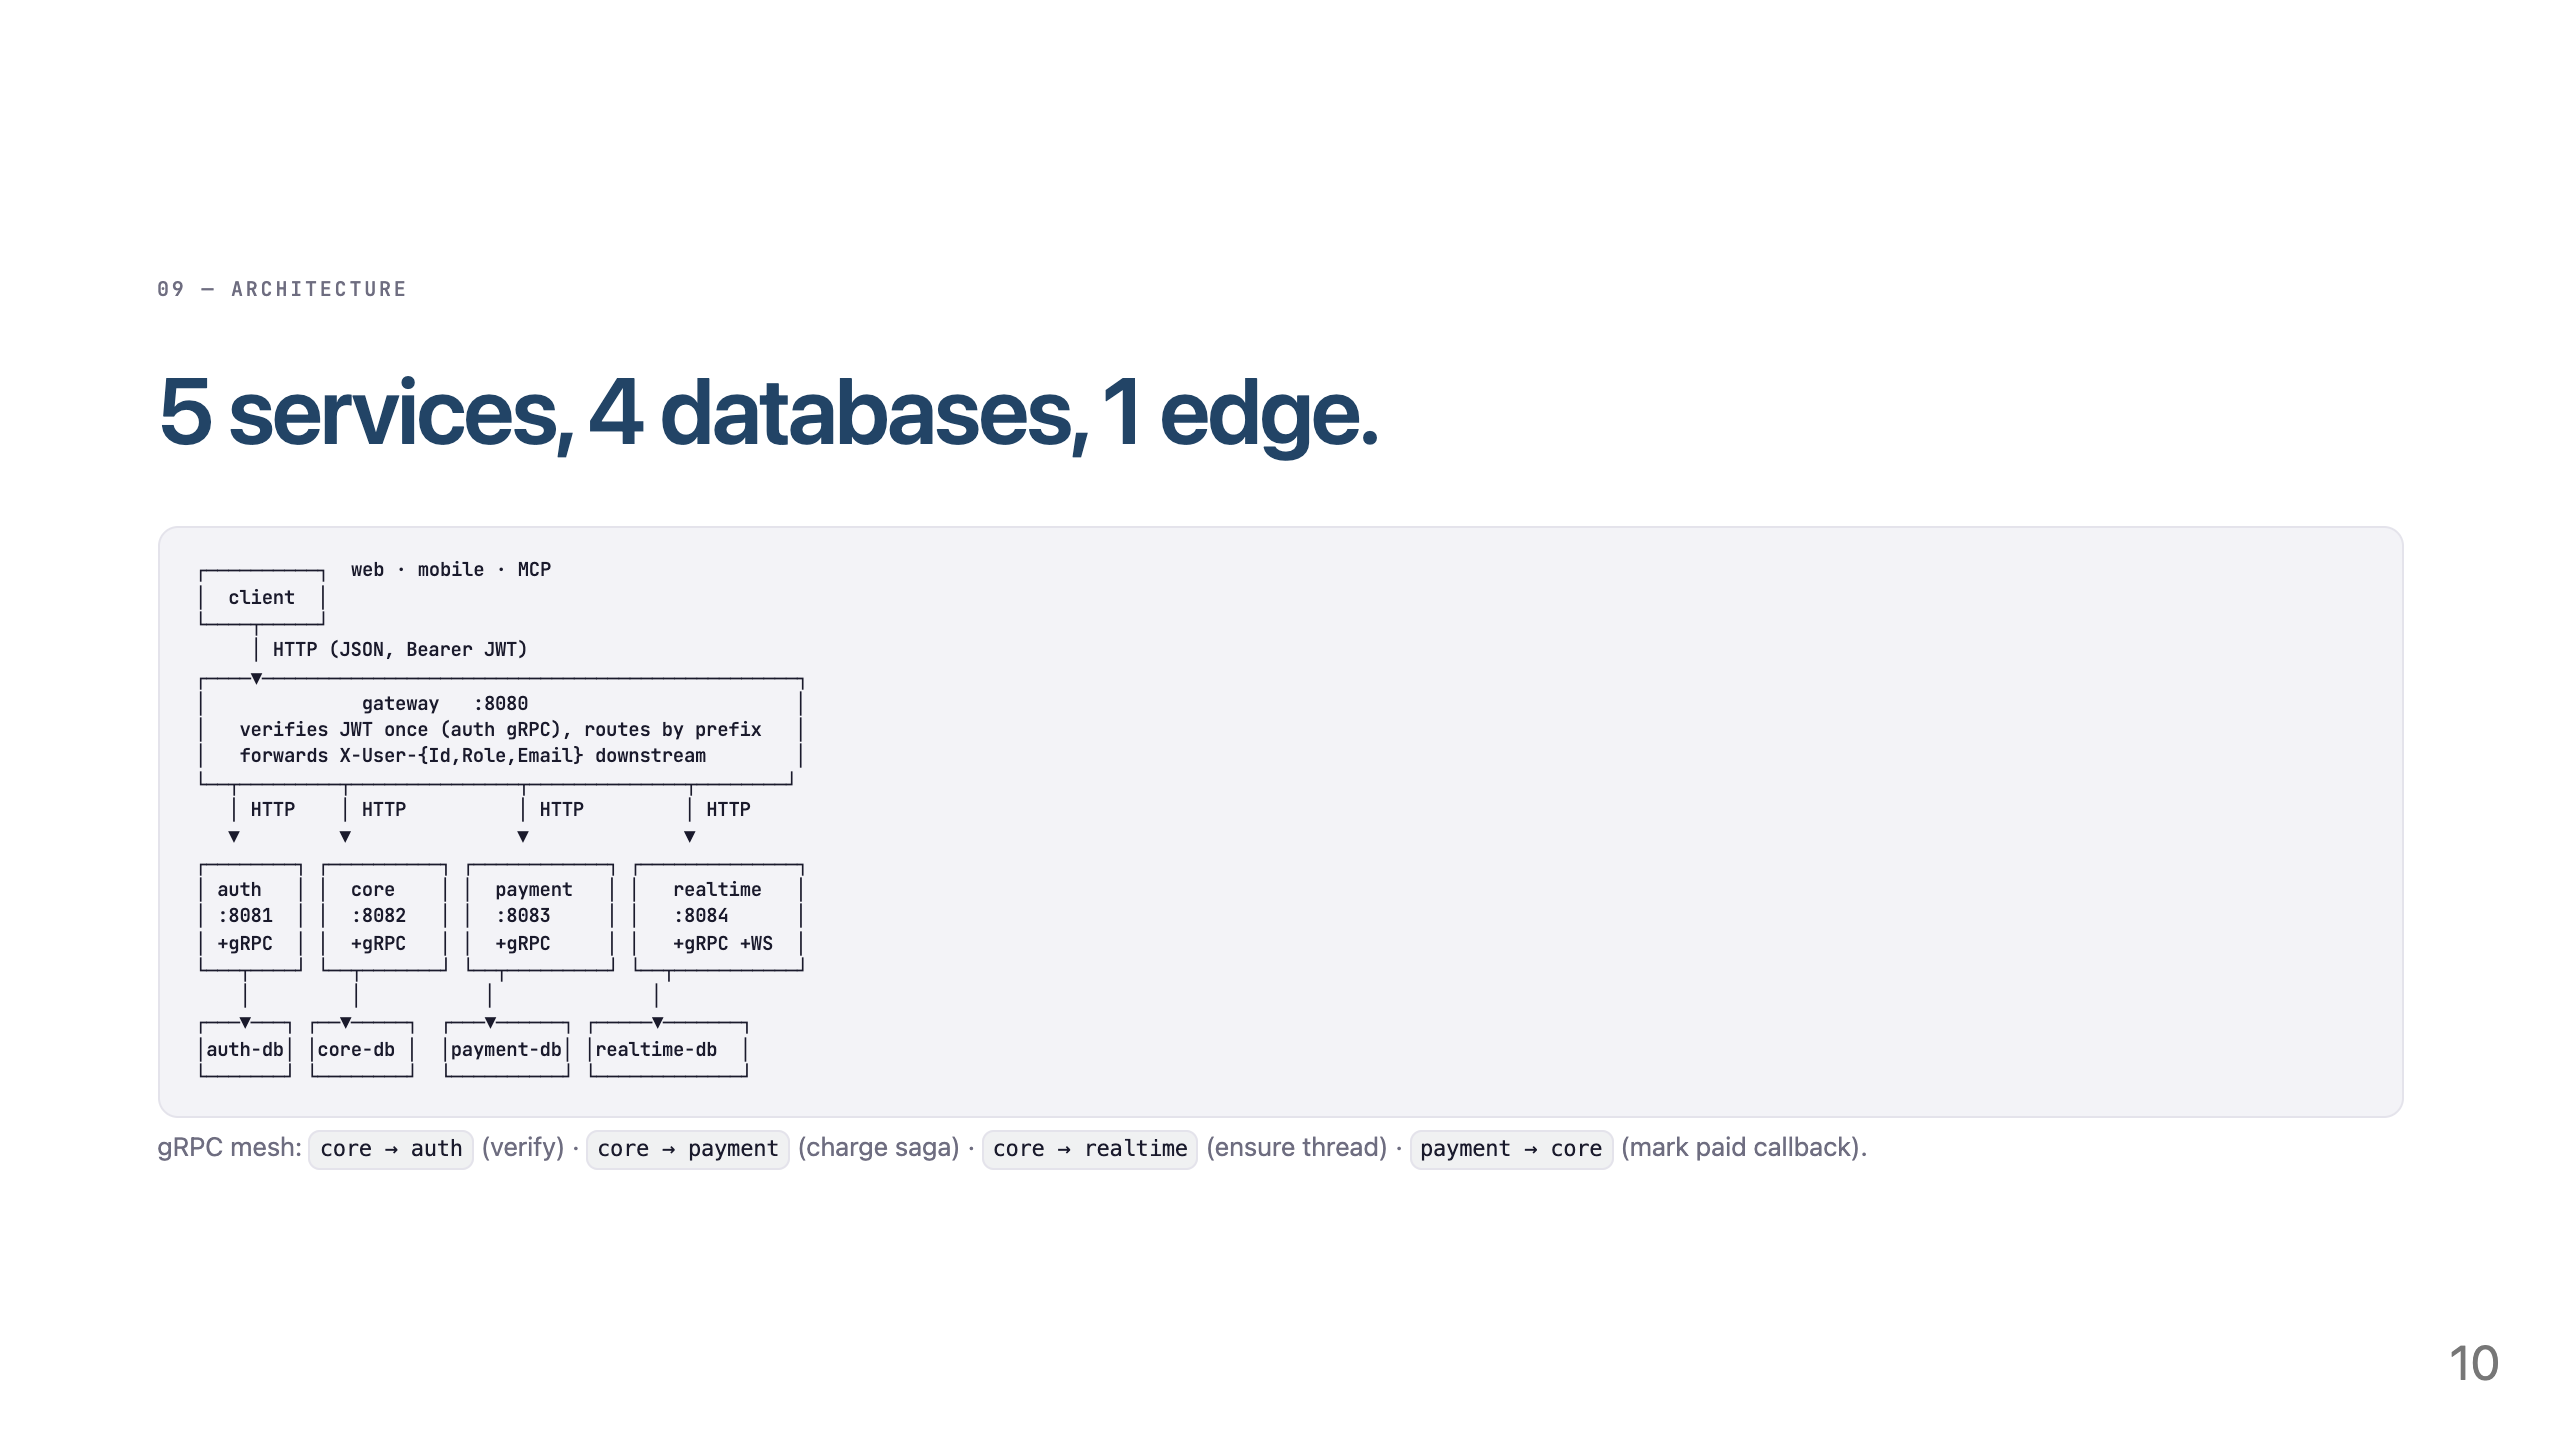 09 — ARCHITECTURE
5 services, 4 databases, 1 edge.
web · mobile · MCP
client
HTTP (JSON, Bearer JWT)
gateway :8080
verifies JWT once (auth gRPC), routes by prefix
forwards X-User-{Id,Role,Email} downstream
HTTP HTTP HTTP HTTP
auth core payment realtime
:8081 :8082 :8083 :8084
+gRPC +gRPC +gRPC +gRPC +WS
auth-db core-db payment-db realtime-db
gRPC mesh: core → auth (verify) · core → payment (charge saga) · core → realtime (ensure thread) · payment → core (mark paid callback).
10